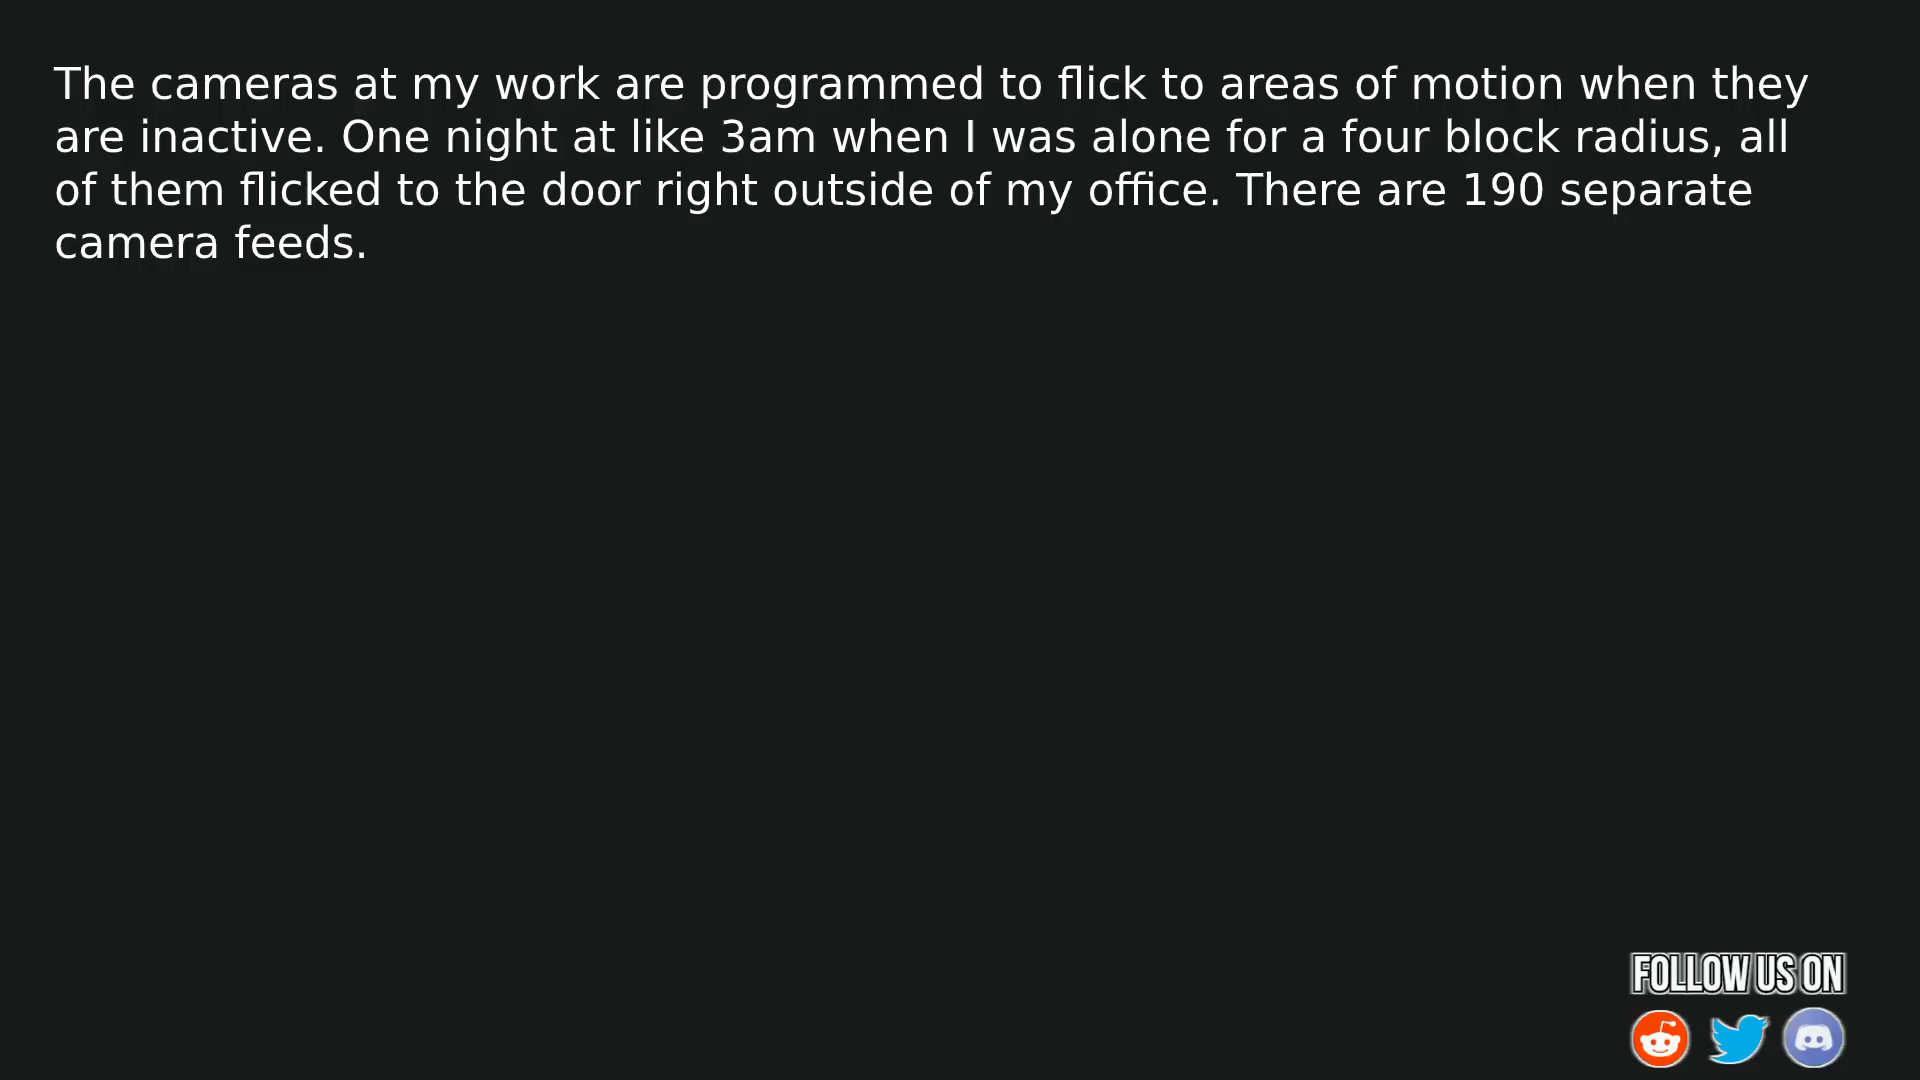 The cameras at my work are programmed to flick to areas of motion when they
are inactive. One night at like 3am when I was alone for a four block radius, all
of them flicked to the door right outside of my office. There are 190 separate
camera feeds.
FOLLOW US ON